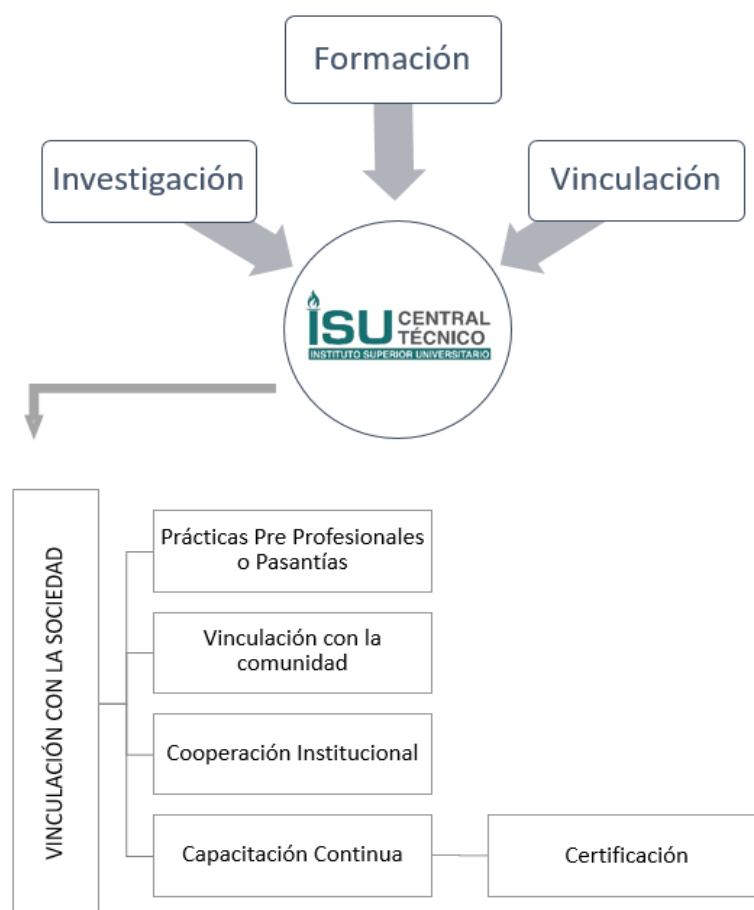 Formación
Investigación
Vinculación
ISU CENTRAL
TÉCNICO
INSTITUTO SUPERIOR UNIVERSITARIO
VINCULACIÓN CON LA SOCIEDAD
Prácticas Pre Profesionales
o Pasantías
Vinculación con la
comunidad
Cooperación Institucional
Capacitación Continua
Certificación